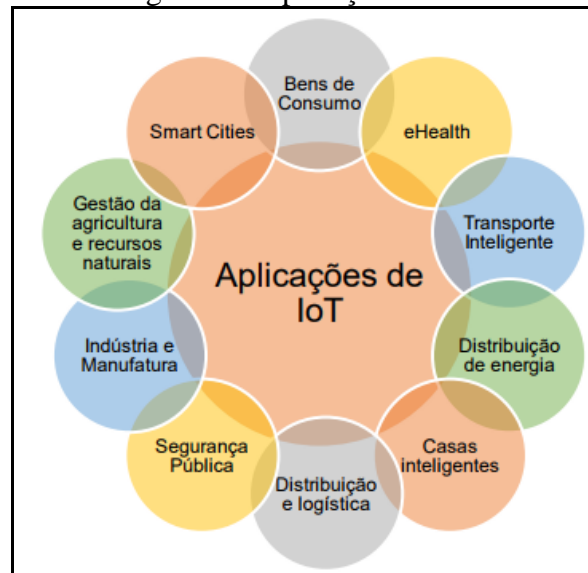 Bens de
Consumo
eHealth
Transporte
Inteligente
Distribuição
de energia
Casas
inteligentes
Distribuição
e logística
Segurança
Pública
Indústria e
Manufatura
Gestão da
agricultura
e recursos
naturais
Smart Cities
Aplicações de
IoT